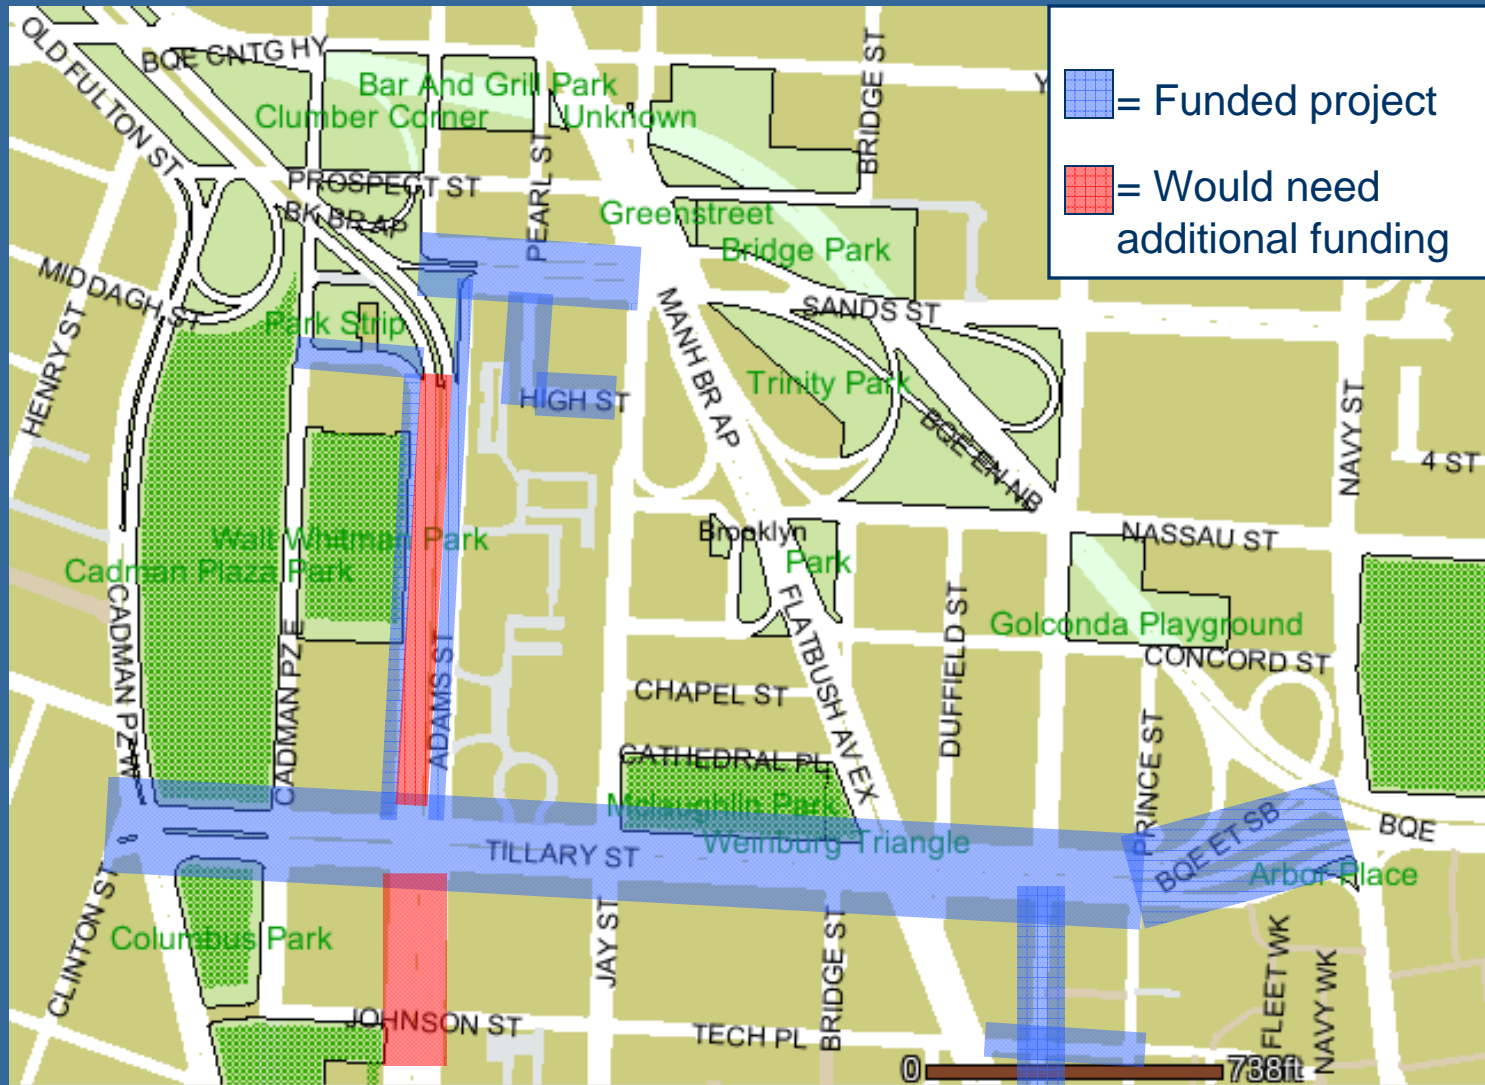 = Funded project
= Would need
additional funding
OLD FULTON ST
BQE CNTG HY
Bar And Grill Park
Clumber Corner
Unknown
BRIDGE ST
Y
PROSPECT ST
PEARL ST
BK BR AP
Greenstreet
Bridge Park
MIDDAGH ST
HENRY ST
Park Strip
SANDS ST
MANH BR AP
Trinity Park
HIGH ST
BQE EN NB
NAVY ST
4 ST
Walt Whitman Park
Cadman Plaza Park
Brooklyn
Park
NASSAU ST
CADMAN PZ W
CADMAN PZ E
ADAMS ST
FLATBUSH AV EX
DUFFIELD ST
Golconda Playground
CONCORD ST
CHAPEL ST
CATHEDRAL PL
PRINCE ST
Mclaughlin Park
Weinburg Triangle
TILLARY ST
BQE ET SB
BQE
Arbor Place
CLINTON ST
Columbus Park
JAY ST
BRIDGE ST
FLEET WK
NAVY WK
JOHNSON ST
TECH PL
0 738ft